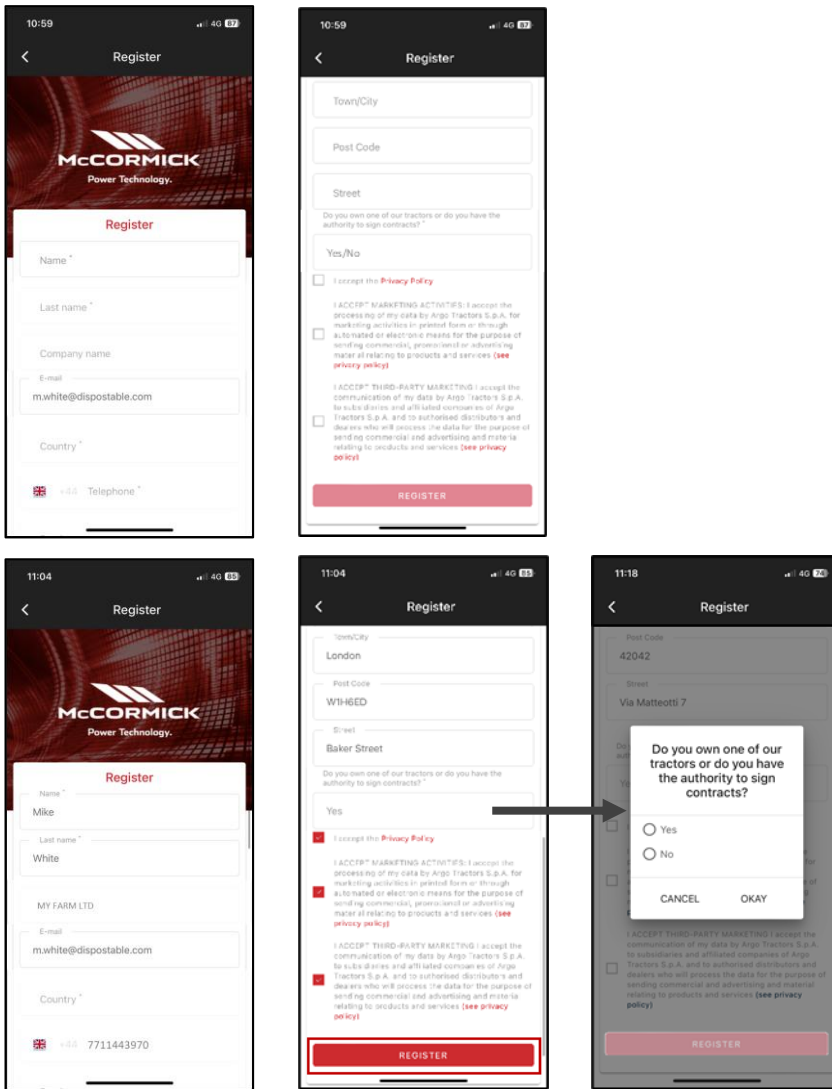 10:59
4G 87
Register
McCORMICK
Power Technology.
Register
Name *
Last name *
Company name
E-mail
m.white@dispostable.com
Country *
+44 Telephone *
10:59
4G 87
Register
Town/City
Post Code
Street
Do you own one of our tractors or do you have the
authority to sign contracts? *
Yes/No
I accept the Privacy Policy
I ACCEPT MARKETING ACTIVITIES: I accept the
processing of my data by Argo Tractors S.p.A. for
marketing activities in printed form or through
automated or electronic means for the purpose of
sending commercial, promotional or advertising
material relating to products and services (see
privacy policy)
I ACCEPT THIRD-PARTY MARKETING I accept the
communication of my data by Argo Tractors S.p.A.
to subsidiaries and affiliated companies of Argo
Tractors S.p.A. and to authorised distributors and
dealers who will process the data for the purpose of
sending commercial and advertising and materia
relating to products and services (see privacy
policy)
REGISTER
11:04
4G 85
Register
McCORMICK
Power Technology.
Register
Name *
Mike
Last name *
White
MY FARM LTD
E-mail
m.white@dispostable.com
Country *
+44 7711443970
11:04
4G 85
Register
Town/City
London
Post Code
W1H6ED
Street
Baker Street
Do you own one of our tractors or do you have the
authority to sign contracts? *
Yes
I accept the Privacy Policy
I ACCEPT MARKETING ACTIVITIES: I accept the
processing of my data by Argo Tractors S.p.A. for
marketing activities in printed form or through
automated or electronic means for the purpose of
sending commercial, promotional or advertising
material relating to products and services (see
privacy policy)
I ACCEPT THIRD-PARTY MARKETING I accept the
communication of my data by Argo Tractors S.p.A.
to subsidiaries and affiliated companies of Argo
Tractors S.p.A. and to authorised distributors and
dealers who will process the data for the purpose of
sending commercial and advertising and materia
relating to products and services (see privacy
policy)
REGISTER
11:18
4G 74
Register
Post Code
42042
Street
Via Matteotti 7
Do you own one of our
tractors or do you have
the authority to sign
contracts?
Yes
No
CANCEL OKAY
I ACCEPT THIRD-PARTY MARKETING I accept the
communication of my data by Argo Tractors S.p.A.
to subsidiaries and affiliated companies of Argo
Tractors S.p.A. and to authorised distributors and
dealers who will process the data for the purpose of
sending commercial and advertising and material
relating to products and services (see privacy
policy)
REGISTER